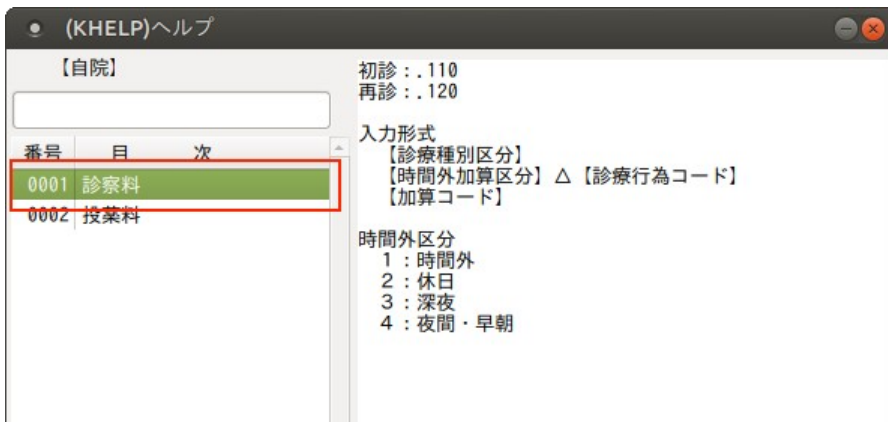 (KHELP)ヘルプ
【自院】
番号 目 次
0001 診察料
0002 投薬料
初診:.110
再診:.120
入力形式
【診療種別区分】
【時間外加算区分】△【診療行為コード】
【加算コード】
時間外区分
1:時間外
2:休日
3:深夜
4:夜間・早朝